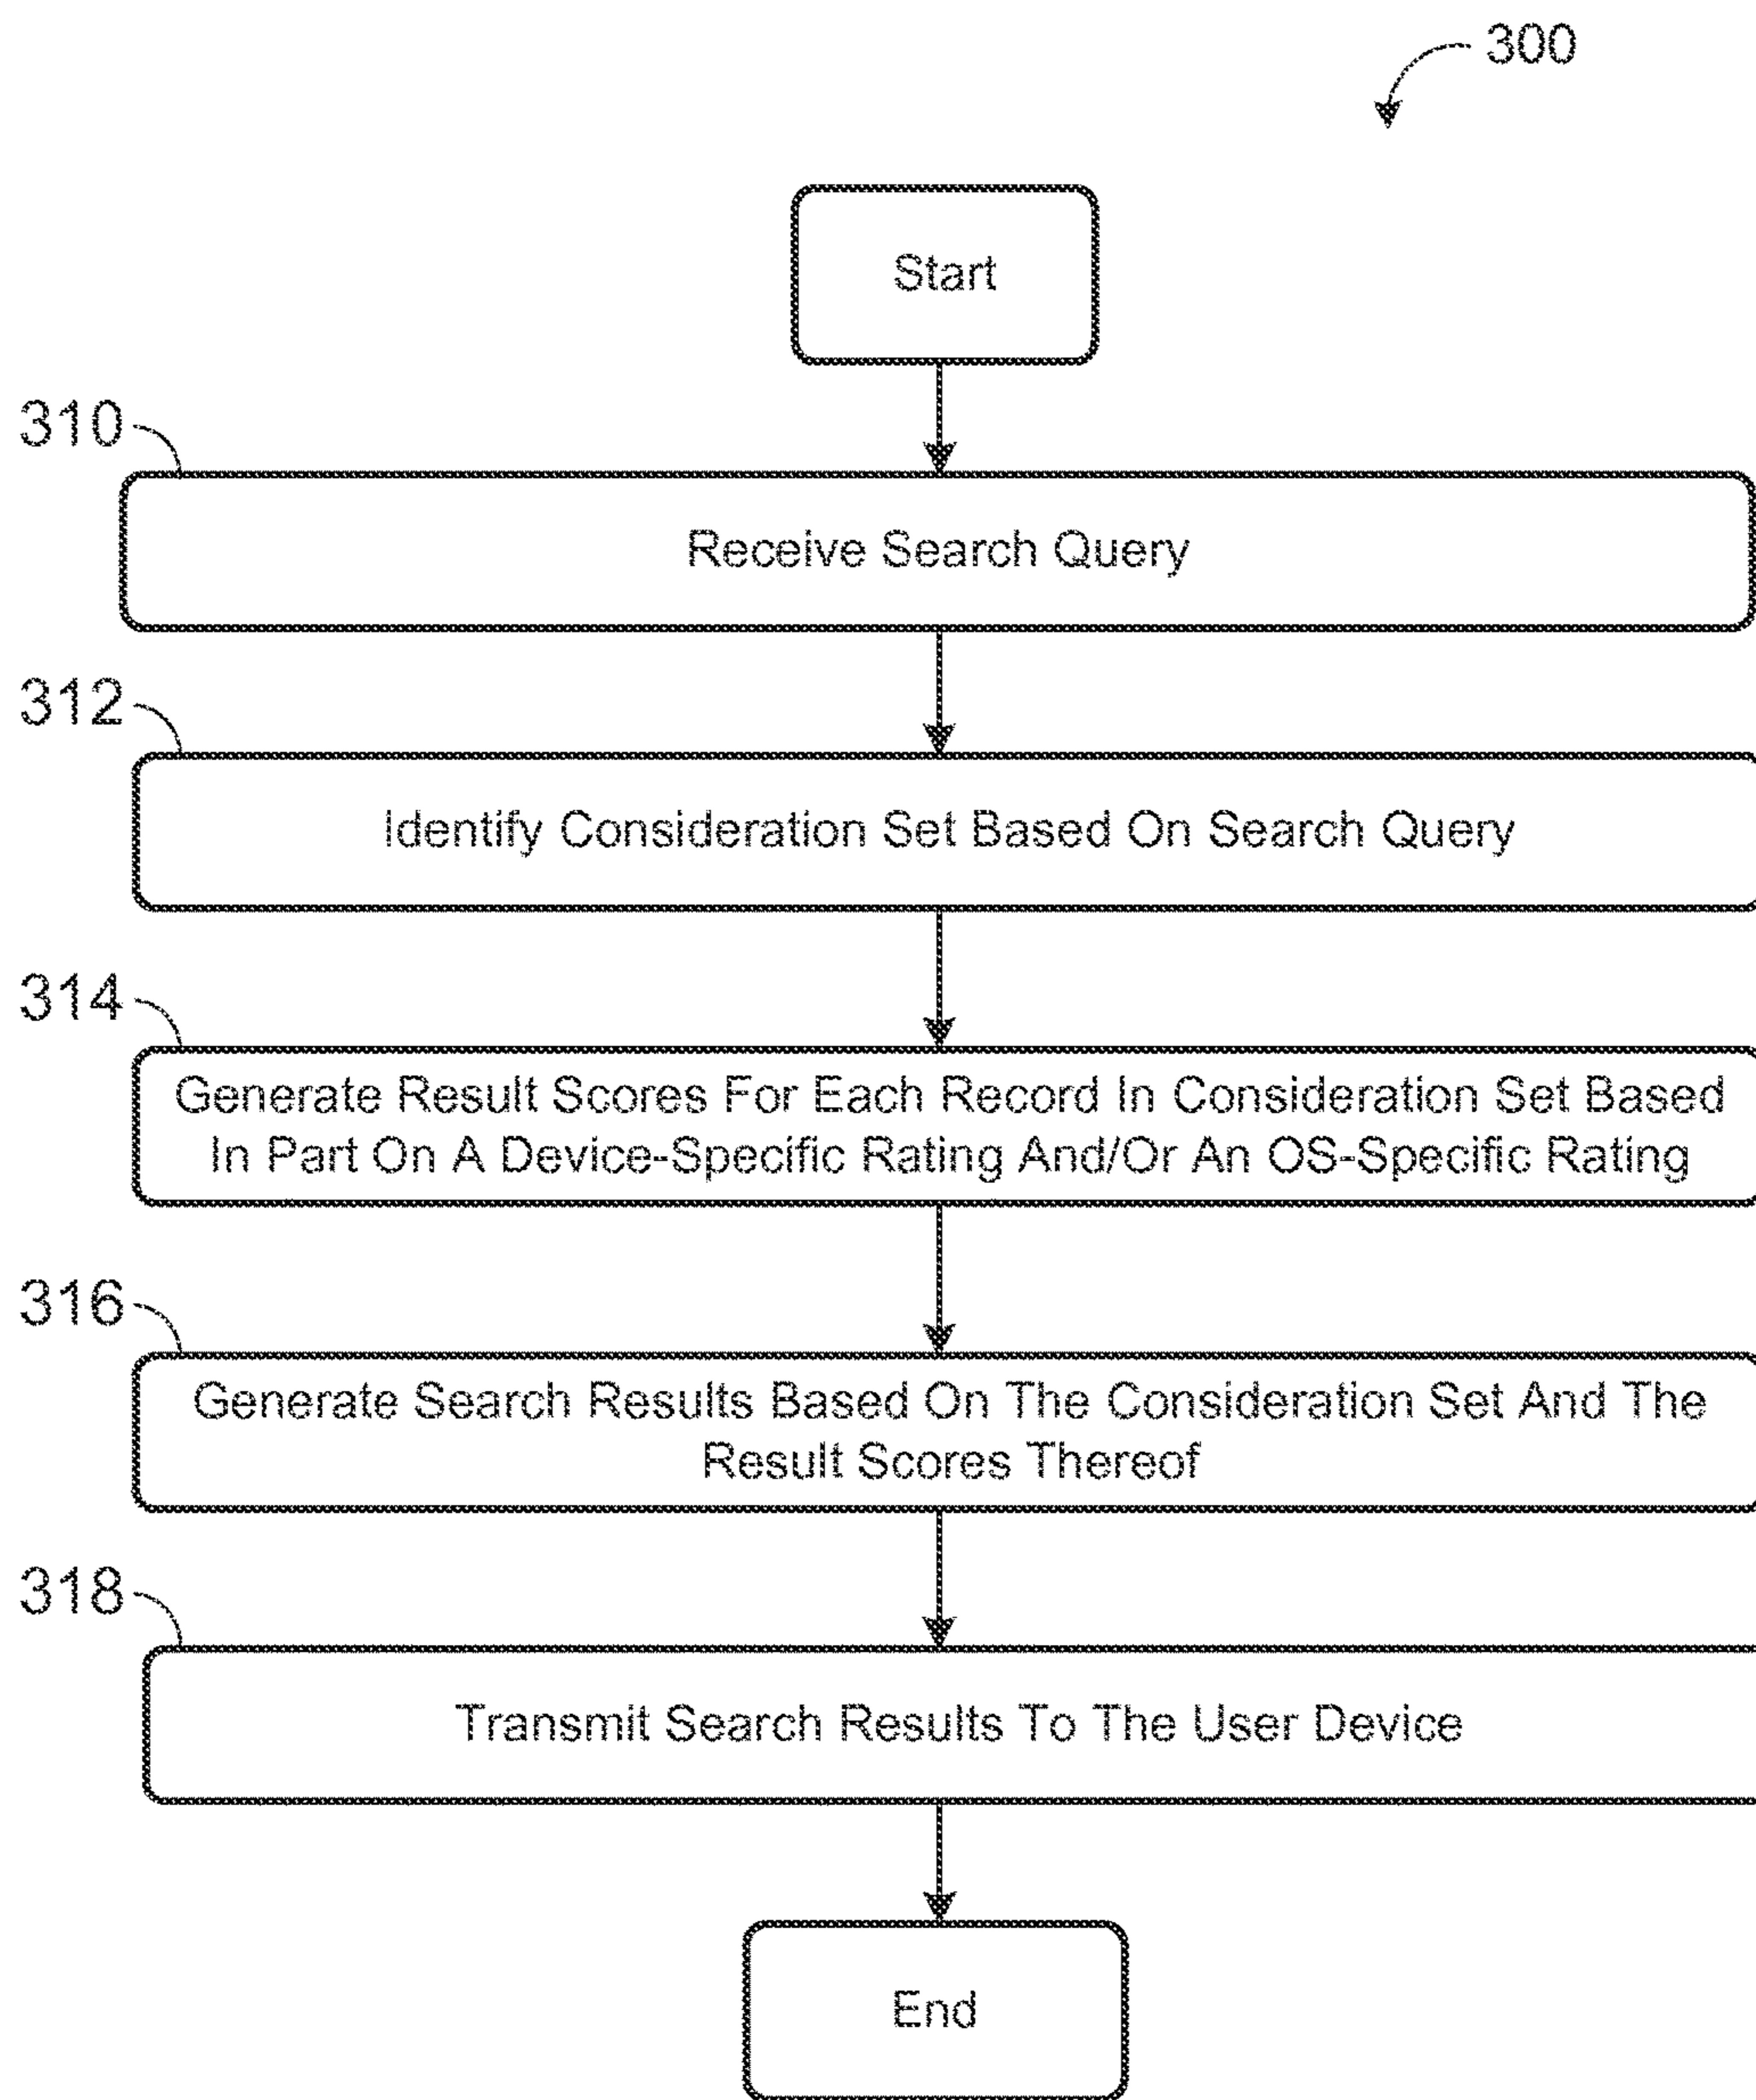 300
Start
310
Receive Search Query
312
Identify Consideration Set Based On Search Query
314
Generate Result Scores For Each Record In Consideration Set Based
In Part On A Device-Specific Rating And/Or An OS-Specific Rating
316
Generate Search Results Based On The Consideration Set And The
Result Scores Thereof
318
Transmit Search Results To The User Device
End